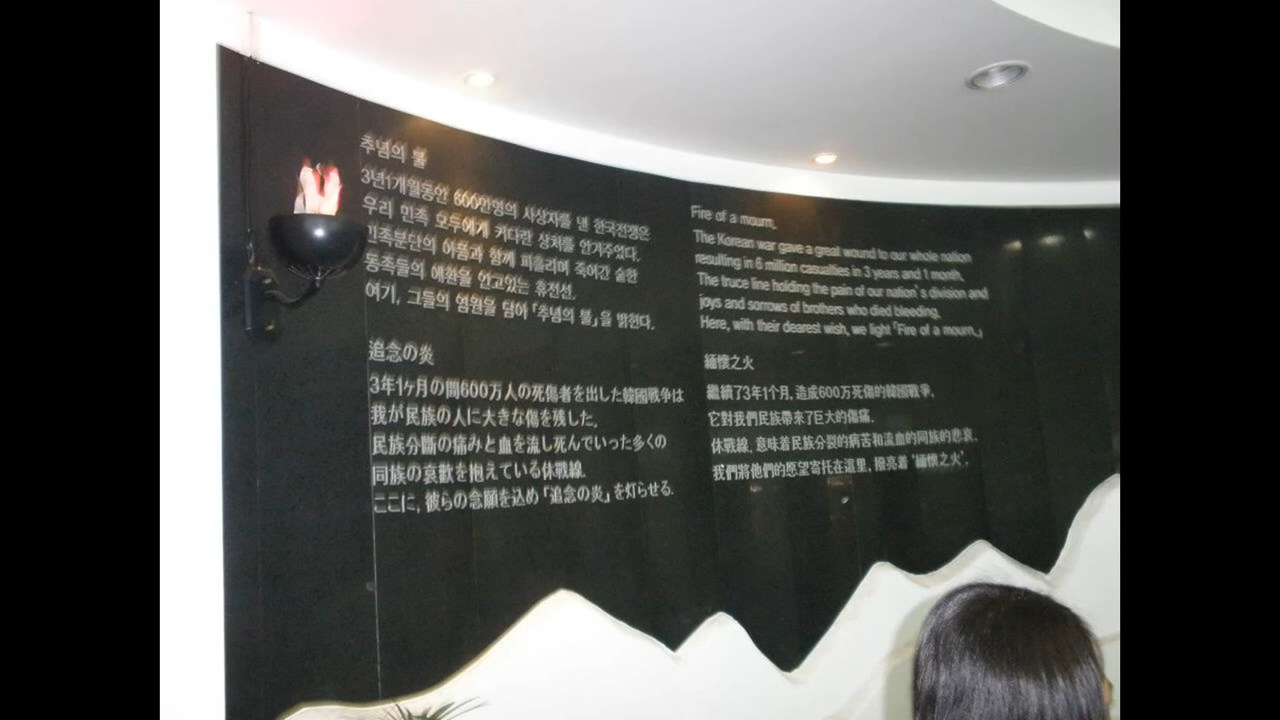 추념의 불
3년1개월동안 600만명의 사상자를 낸 한국전쟁은
우리 민족 모두에게 커다란 상처를 안겨주었다.
민족분단의 아픔과 함께 피흘리며 죽어간 숱한
동족들의 애환을 안고있는 휴전선.
여기, 그들의 염원을 담아 「추념의 불」을 밝힌다.
Fire of a mourn.
The Korean war gave a great wound to our whole nation
resulting in 6 million casualties in 3 years and 1 month.
The truce line holding the pain of our nation's division and
joys and sorrows of brothers who died bleeding.
Here, with their dearest wish, we light 「Fire of a mourn.」
追念の炎
3年1ヶ月の間600万人の死傷者を出した韓國戦争は
我が民族の人に大きな傷を残した.
民族分斷の痛みと血を流し死んでいった多くの
同族の哀歓を抱えている休戦線.
ここに, 彼らの念願を込め「追念の炎」を灯らせる.
緬懷之火
繼續了3年1个月, 造成600万死傷的韓國戰爭,
它對我們民族帶來了巨大的傷痛.
休戰線, 意味着民族分裂的病苦和流血的同族的悲哀.
我們將他們的愿望寄托在這里, 撥亮着 '緬懷之火'.